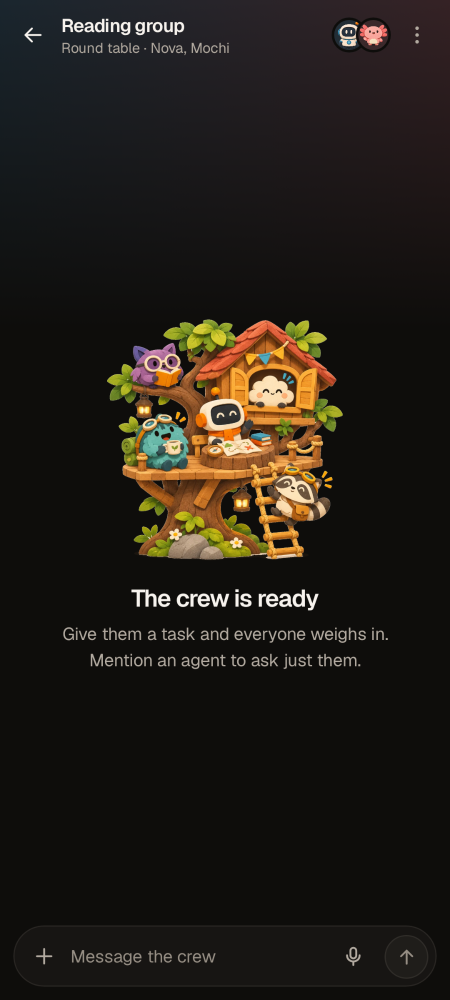 Reading group
Round table · Nova, Mochi
The crew is ready
Give them a task and everyone weighs in.
Mention an agent to ask just them.
Message the crew